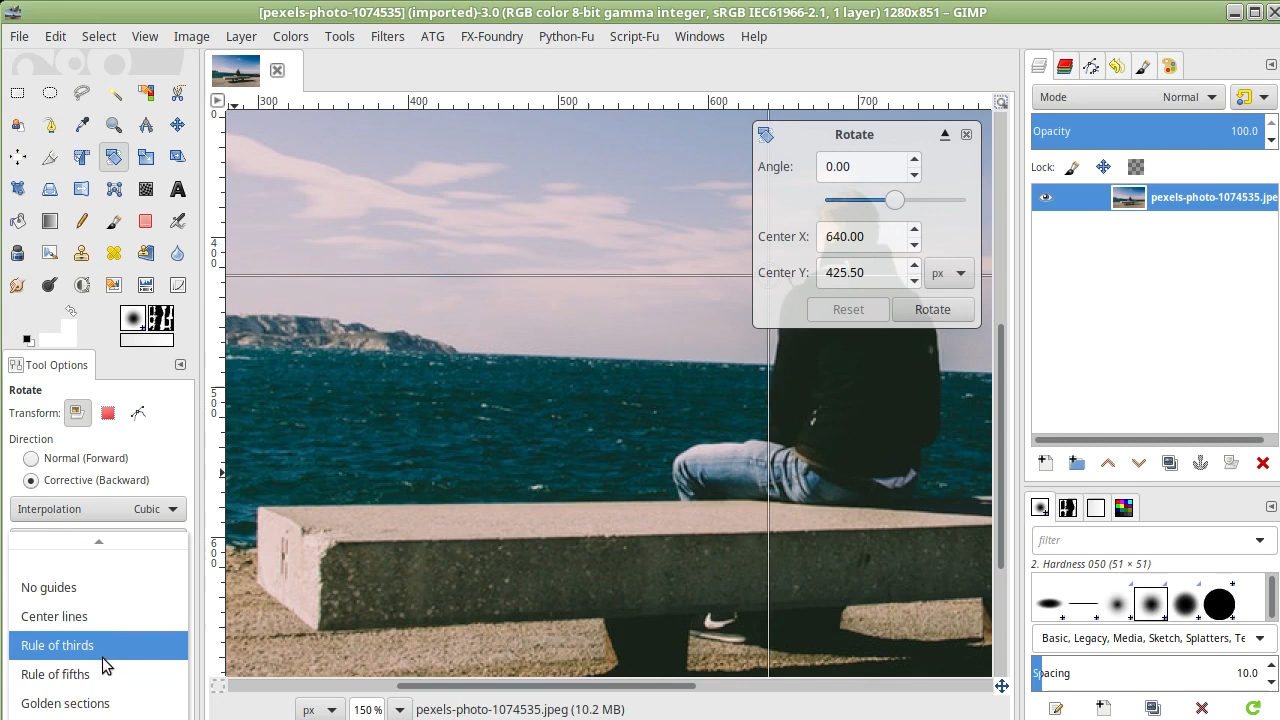 [pexels-photo-1074535] (imported)-3.0 (RGB color 8-bit gamma integer, sRGB IEC61966-2.1, 1 layer) 1280x851 – GIMP
File Edit Select View Image Layer Colors Tools Filters ATG FX-Foundry Python-Fu Script-Fu Windows Help
Mode Normal
300 400 500 600 700
0
400
500
600
Opacity 100.0
Lock:
pexels-photo-1074535.jpe
Rotate
Angle: 0.00
Center X: 640.00
Center Y: 425.50 px
Reset Rotate
Tool Options
Rotate
Transform:
Direction
Normal (Forward)
Corrective (Backward)
Interpolation Cubic
No guides
Center lines
Rule of thirds
Rule of fifths
Golden sections
filter
2. Hardness 050 (51 × 51)
Basic, Legacy, Media, Sketch, Splatters, Te
Spacing 10.0
px 150 % pexels-photo-1074535.jpeg (10.2 MB)